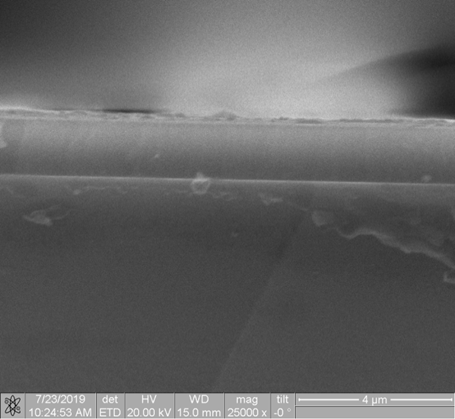 7/23/2019 det HV WD mag tilt 4 µm
10:24:53 AM ETD 20.00 kV 15.0 mm 25000 x -0 °